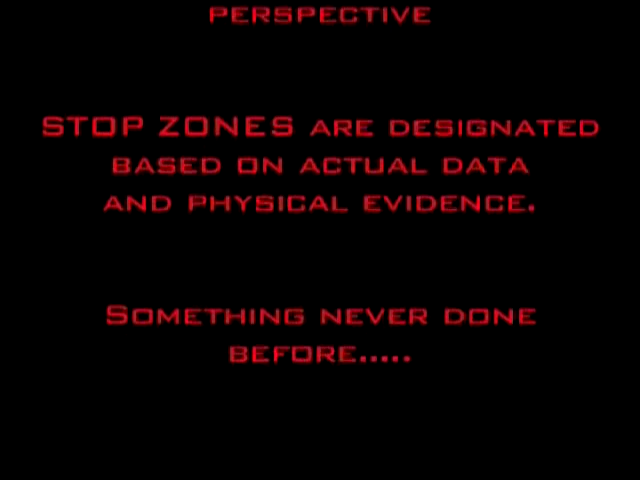 PERSPECTIVE
STOP ZONES ARE DESIGNATED
BASED ON ACTUAL DATA
AND PHYSICAL EVIDENCE.
SOMETHING NEVER DONE
BEFORE.....